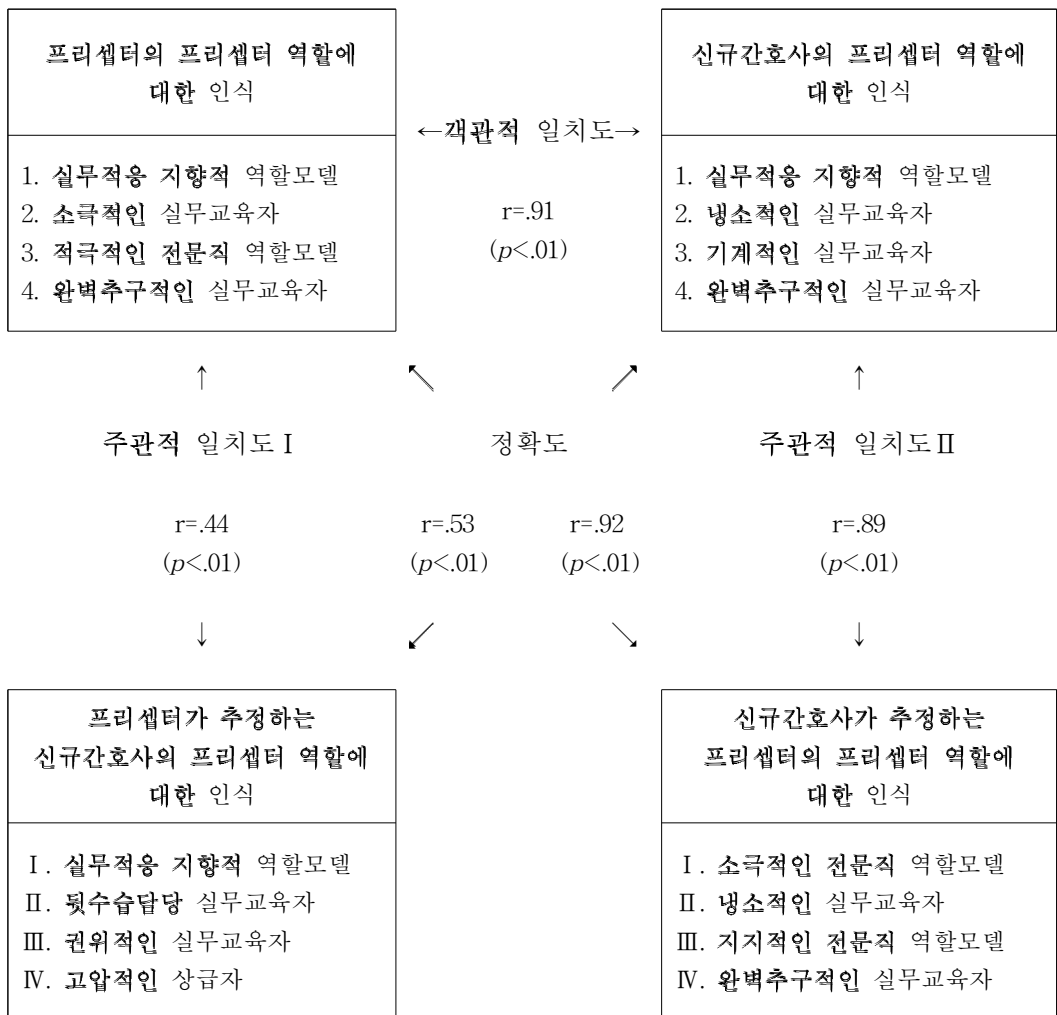 프리셉터의 프리셉터 역할에
대한 인식
1. 실무적응 지향적 역할모델
2. 소극적인 실무교육자
3. 적극적인 전문직 역할모델
4. 완벽추구적인 실무교육자
←객관적 일치도→
r=.91
(p<.01)
신규간호사의 프리셉터 역할에
대한 인식
1. 실무적응 지향적 역할모델
2. 냉소적인 실무교육자
3. 기계적인 실무교육자
4. 완벽추구적인 실무교육자
↑ ↖ ↗ ↑
주관적 일치도Ⅰ 정확도 주관적 일치도Ⅱ
r=.44 r=.53 r=.92 r=.89
(p<.01) (p<.01) (p<.01) (p<.01)
↓ ↙ ↘ ↓
프리셉터가 추정하는
신규간호사의 프리셉터 역할에
대한 인식
Ⅰ. 실무적응 지향적 역할모델
Ⅱ. 뒷수습담당 실무교육자
Ⅲ. 권위적인 실무교육자
Ⅳ. 고압적인 상급자
신규간호사가 추정하는
프리셉터의 프리셉터 역할에
대한 인식
Ⅰ. 소극적인 전문직 역할모델
Ⅱ. 냉소적인 실무교육자
Ⅲ. 지지적인 전문직 역할모델
Ⅳ. 완벽추구적인 실무교육자